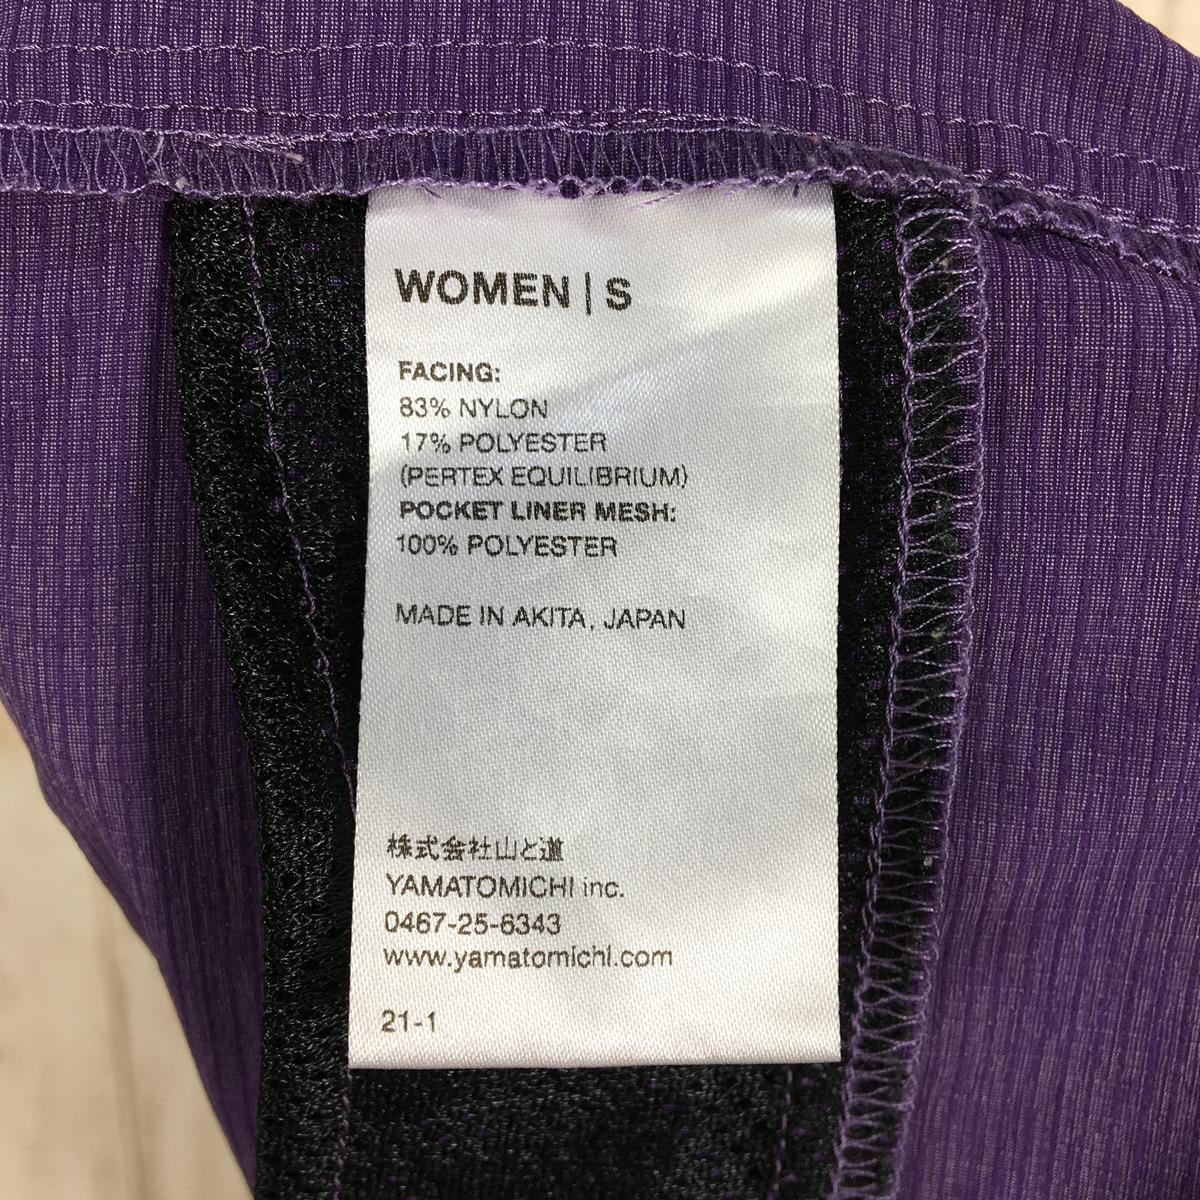 WOMEN | S
FACING:
83% NYLON
17% POLYESTER
(PERTEX EQUILIBRIUM)
POCKET LINER MESH:
100% POLYESTER
MADE IN AKITA, JAPAN
株式会社山と道
YAMATOMICHI inc.
0467-25-6343
www.yamatomichi.com
21-1